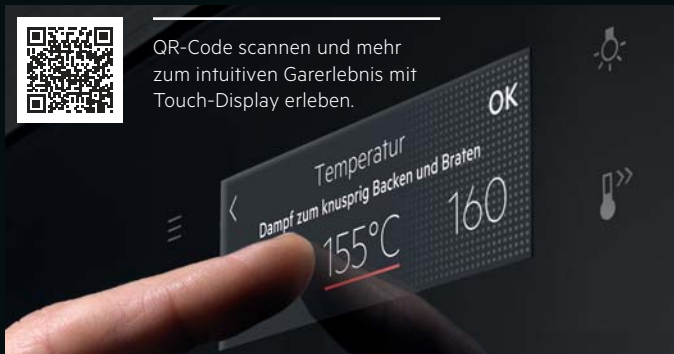 QR-Code scannen und mehr
zum intuitiven Garerlebnis mit
Touch-Display erleben.
OK
Temperatur
Dampf zum knusprig Backen und Braten
155°C 160